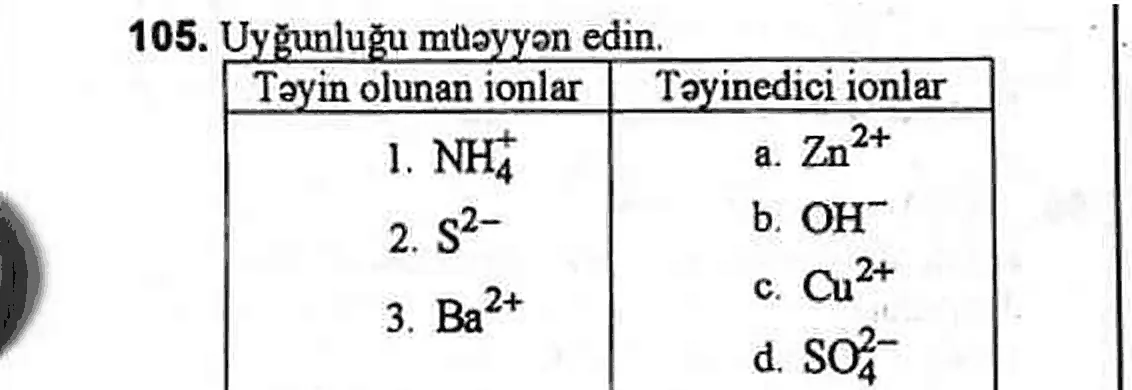 105. Uyğunluğu müəyyən edin.
Təyin olunan ionlar
1. NH₄⁺
2. S²⁻
3. Ba²⁺
Təyinedici ionlar
a. Zn²⁺
b. OH⁻
c. Cu²⁺
d. SO₄²⁻